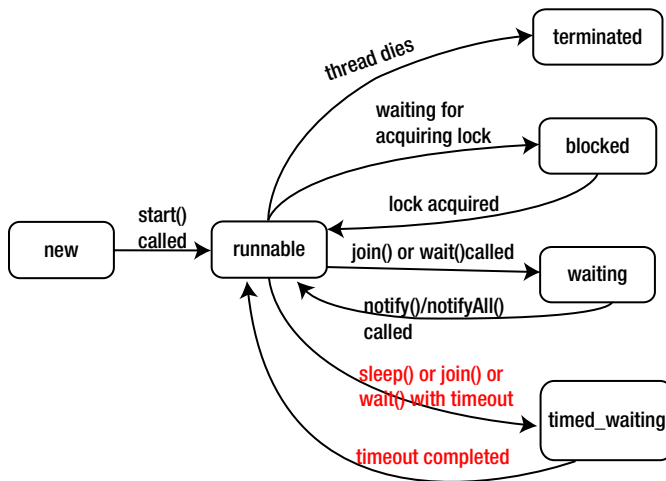 terminated
thread dies
waiting for
acquiring lock
blocked
lock acquired
start()
called
new
runnable
join() or wait()called
waiting
notify()/notifyAll()
called
sleep() or join() or
wait() with timeout
timed_waiting
timeout completed